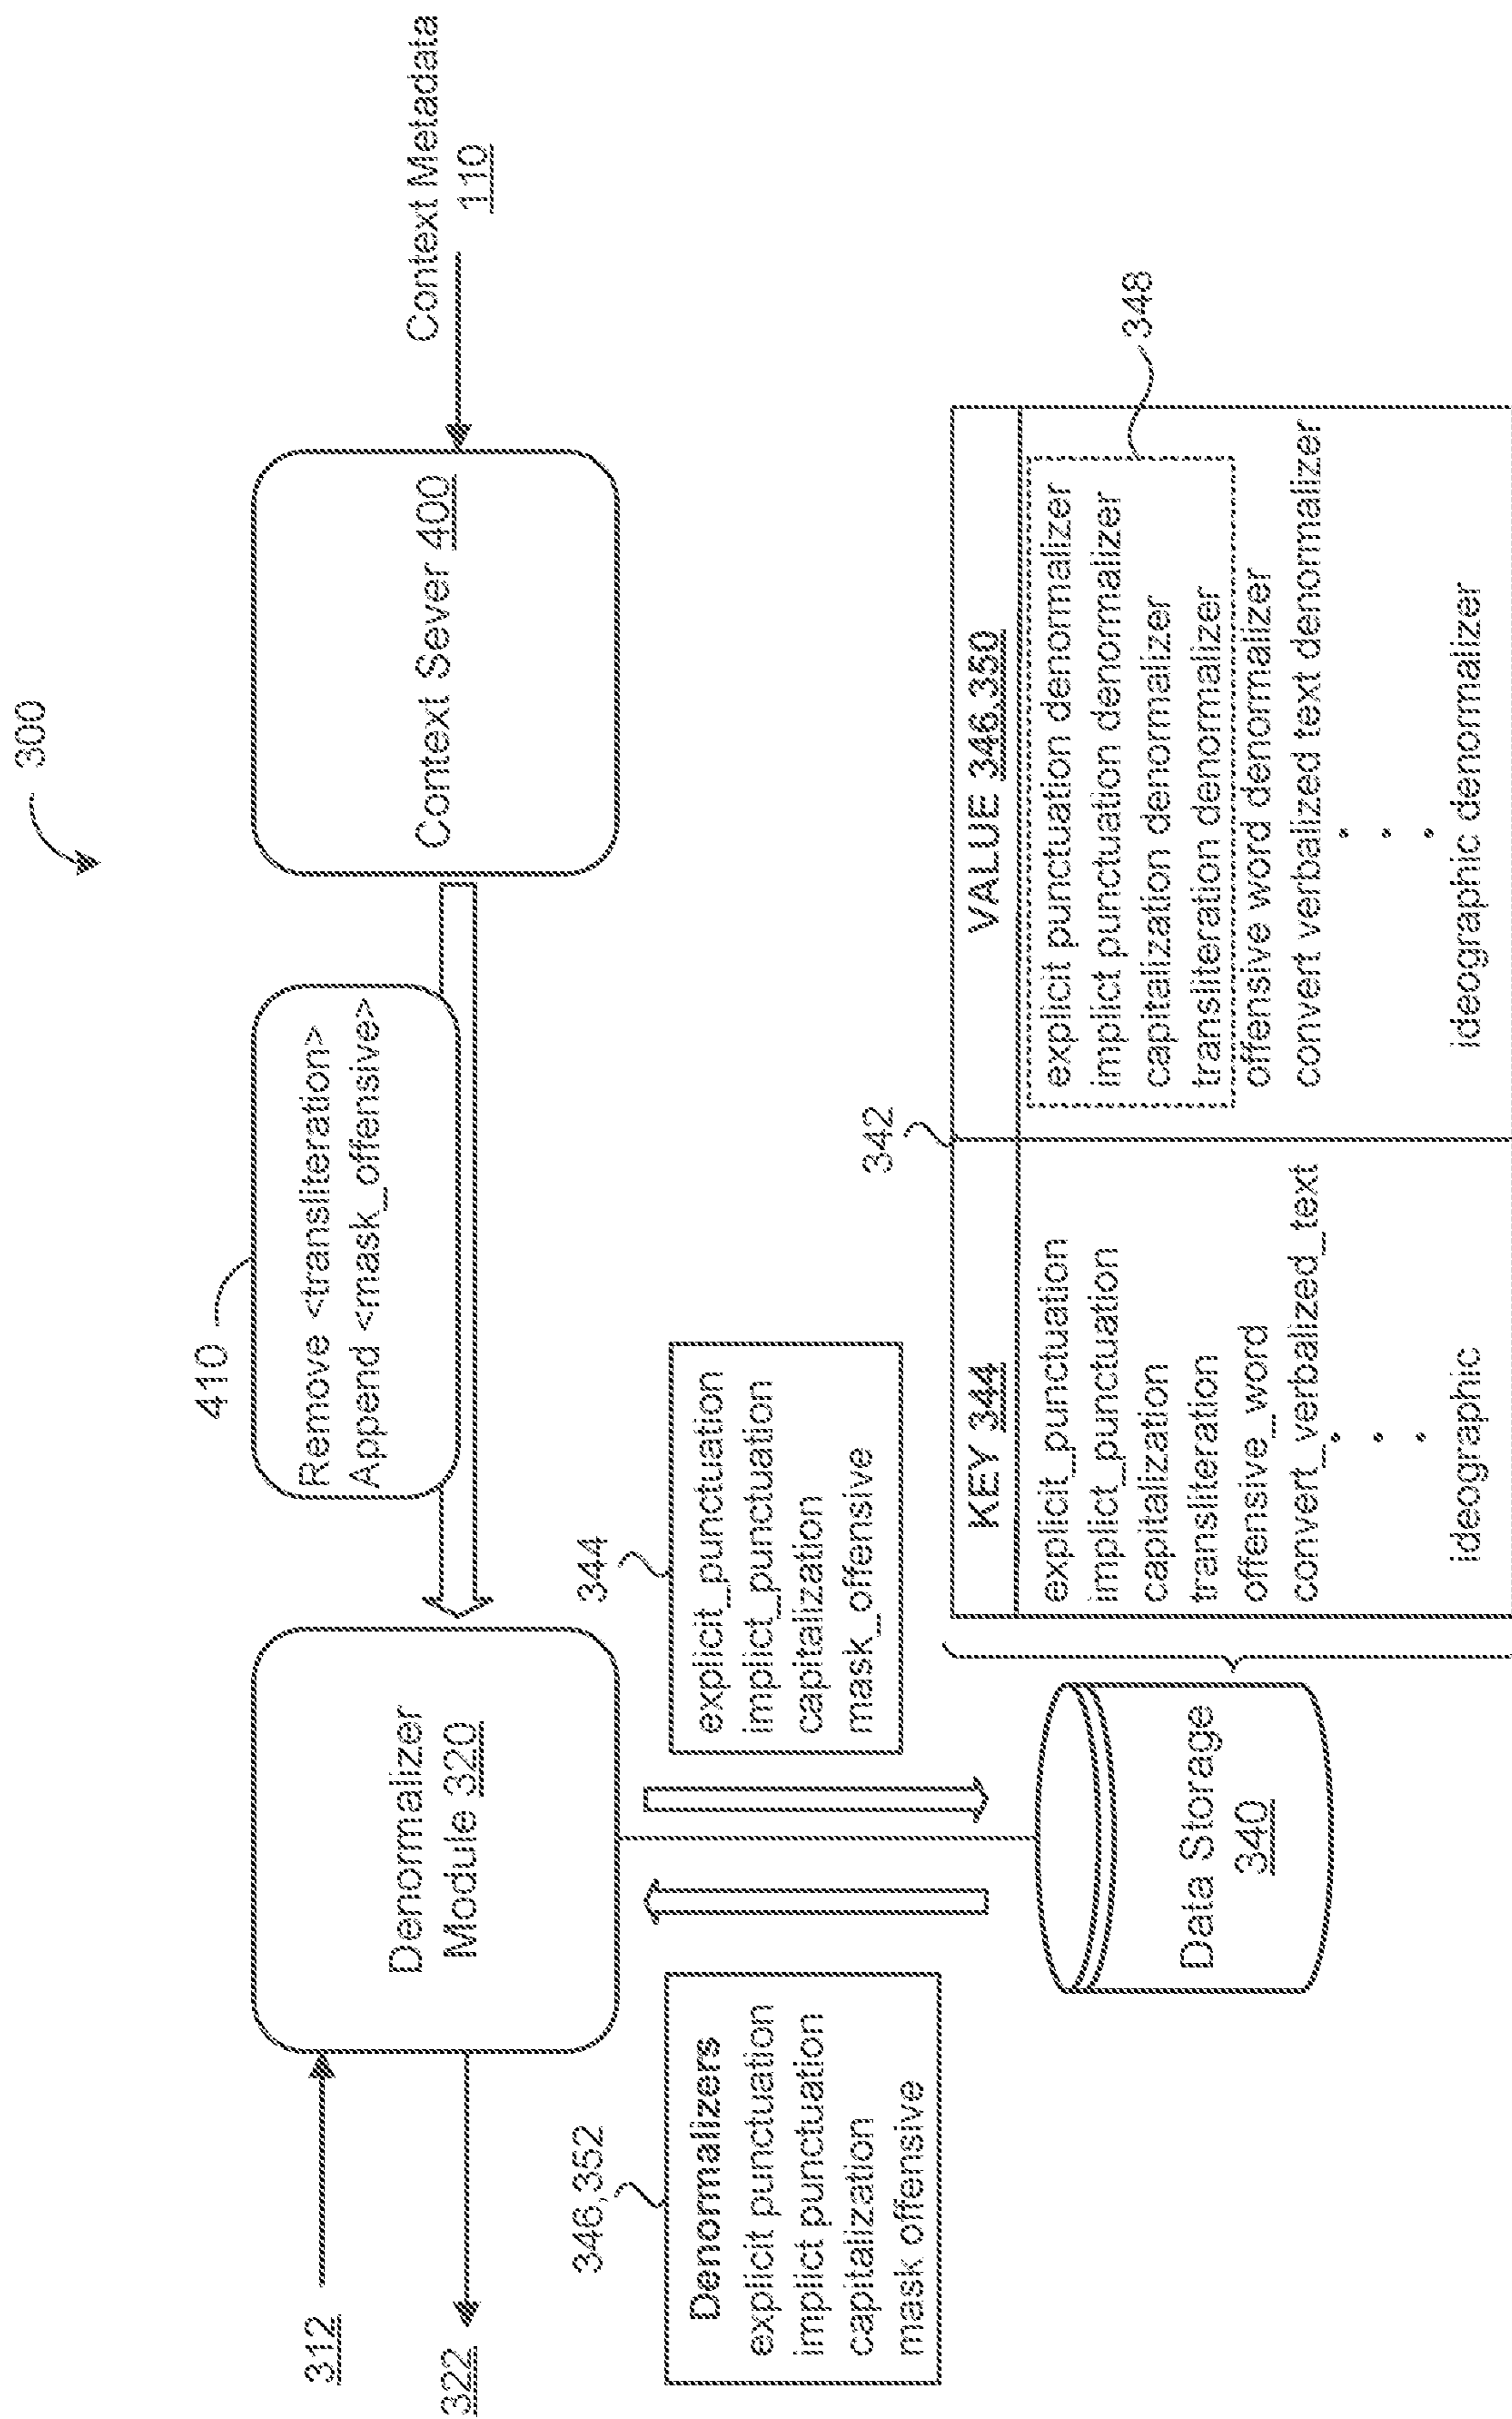 300
410
Remove <transliteration>
Append <mask_offensive>
Context Metadata
110
312
322
Denormalizer
Module 320
Context Sever 400
346,352
Denormalizers
explicit punctuation
implict punctuation
capitalization
mask offensive
344
explicit_punctuation
implict_punctuation
capitalization
mask_offensive
Data Storage
340
342
348
KEY 344
VALUE 346,350
explicit_punctuation
explicit punctuation denormalizer
implict_punctuation
implict punctuation denormalizer
capitalization
capitalization denormalizer
transliteration
transliteration denormalizer
offensive_word
offensive word denormalizer
convert_verbalized_text
convert verbalized text denormalizer
ideographic
ideographic denormalizer